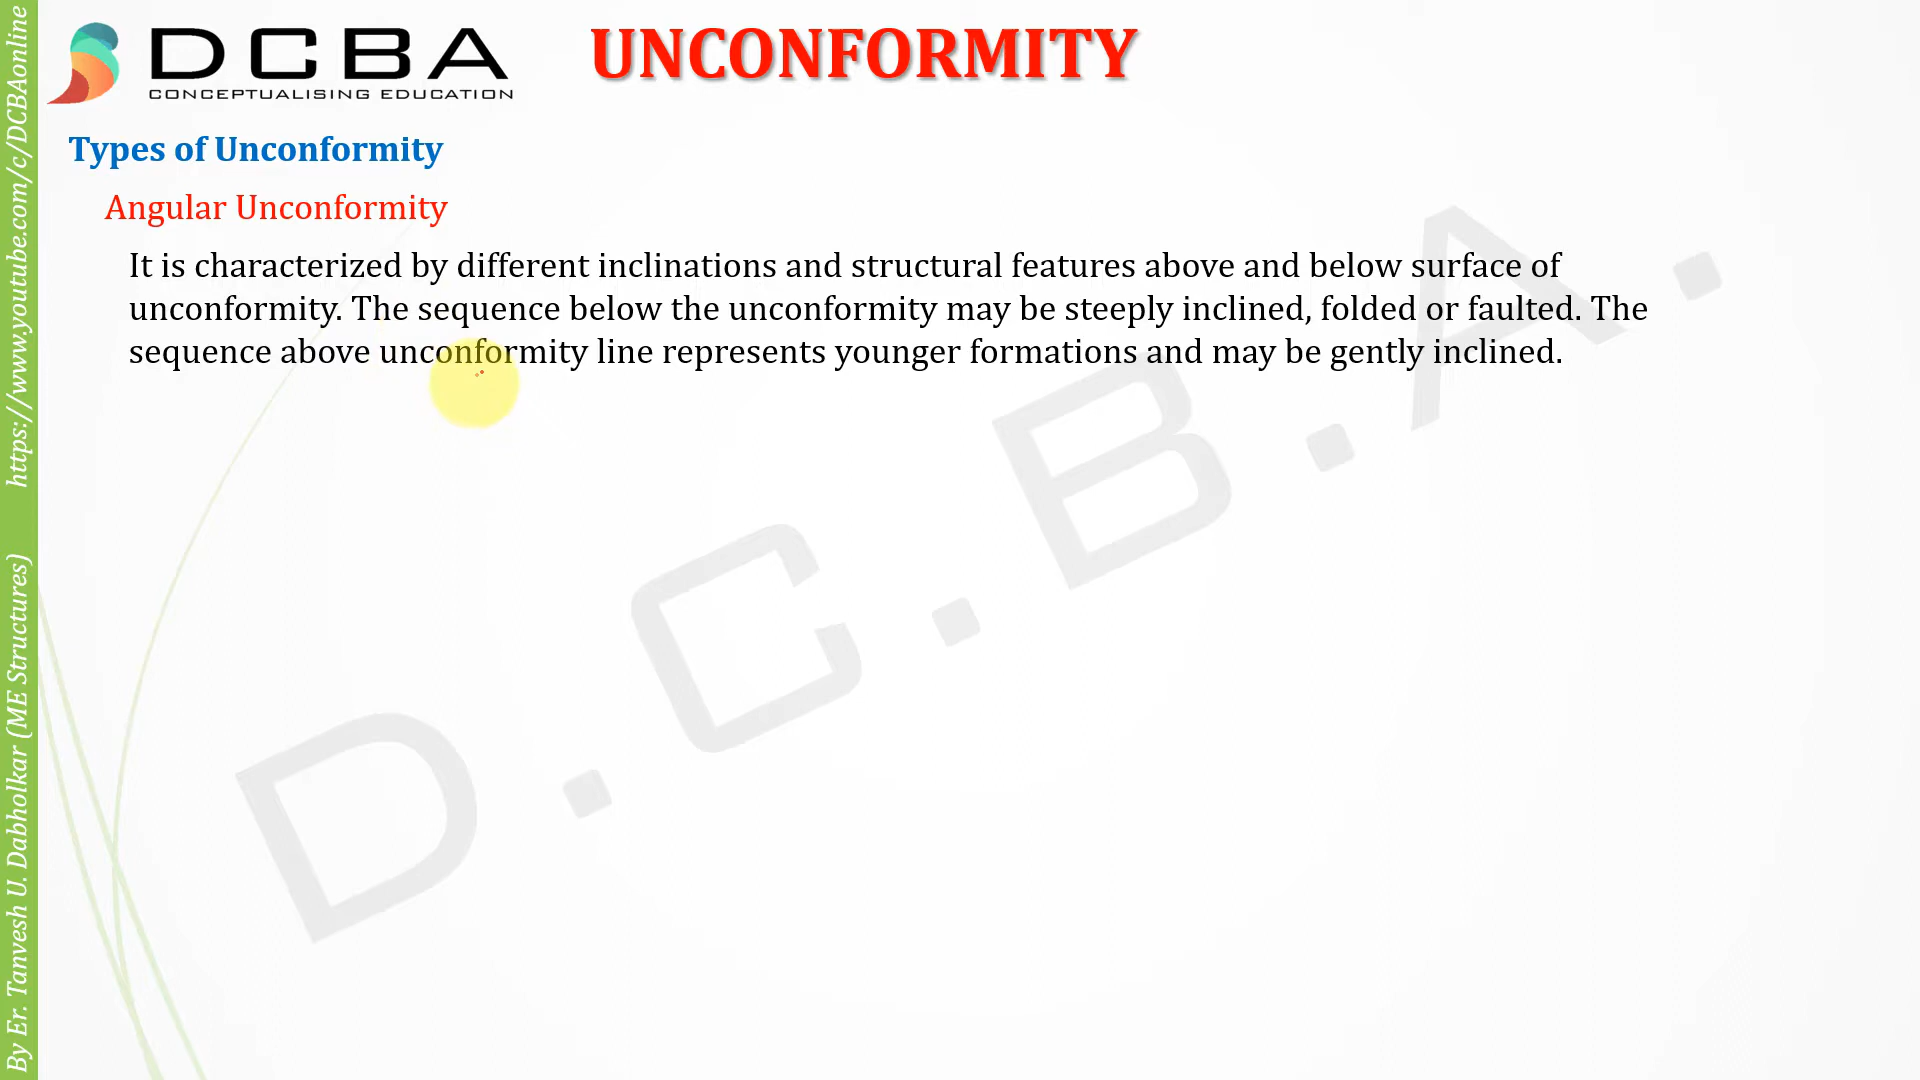 DCBA
CONCEPTUALISING EDUCATION
UNCONFORMITY
Types of Unconformity
Angular Unconformity
It is characterized by different inclinations and structural features above and below surface of
unconformity. The sequence below the unconformity may be steeply inclined, folded or faulted. The
sequence above unconformity line represents younger formations and may be gently inclined.
D.C.B.A.
By Er. Tanvesh U. Dabholkar (ME Structures) https://www.youtube.com/c/DCBAonline